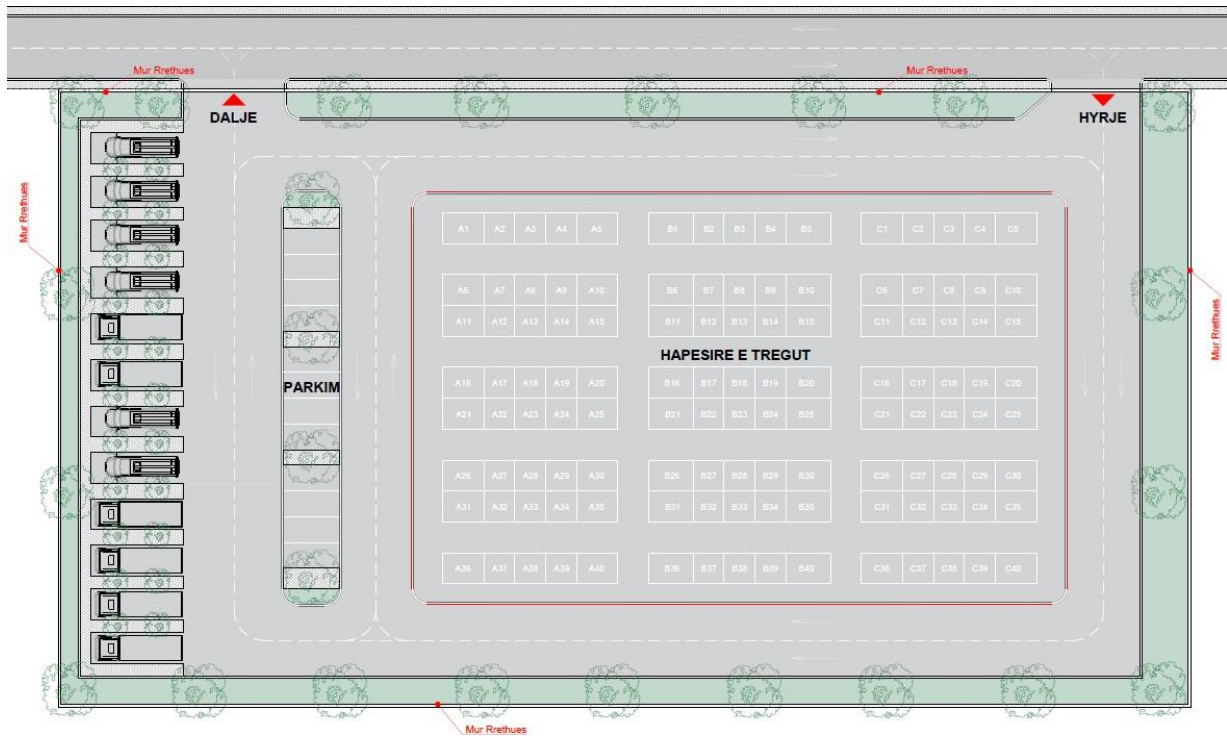 Mur Rrethues
Mur Rrethues
DALJE
HYRJE
Mur Rrethues
Mur Rrethues
A1 A2 A3 A4 A5 B1 B2 B3 B4 B5 C1 C2 C3 C4 C5
A6 A7 A8 A9 A10 B6 B7 B8 B9 B10 C6 C7 C8 C9 C10
A11 A12 A13 A14 A15 B11 B12 B13 B14 B15 C11 C12 C13 C14 C15
HAPESIRE E TREGUT
PARKIM
A16 A17 A18 A19 A20 B16 B17 B18 B19 B20 C16 C17 C18 C19 C20
A21 A22 A23 A24 A25 B21 B22 B23 B24 B25 C21 C22 C23 C24 C25
A26 A27 A28 A29 A30 B26 B27 B28 B29 B30 C26 C27 C28 C29 C30
A31 A32 A33 A34 A35 B31 B32 B33 B34 B35 C31 C32 C33 C34 C35
A36 A37 A38 A39 A40 B36 B37 B38 B39 B40 C36 C37 C38 C39 C40
Mur Rrethues